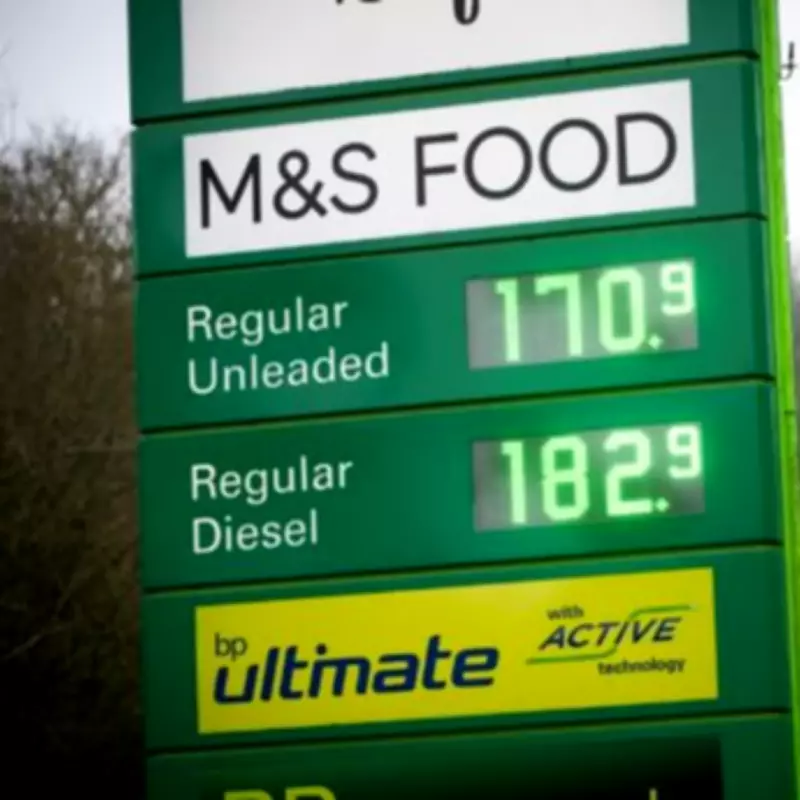 M&S FOOD
Regular
Unleaded
170.9
Regular
Diesel
182.9
bp
ultimate
with
ACTIVE
technology